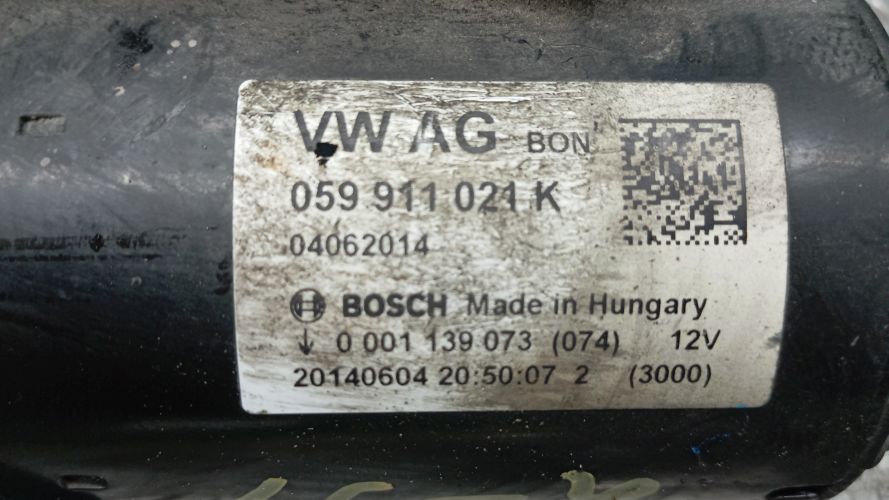 VW AG BON
059 911 021 K
04062014
BOSCH Made in Hungary
↓ 0 001 139 073 (074) 12V
20140604 20:50:07 2 (3000)